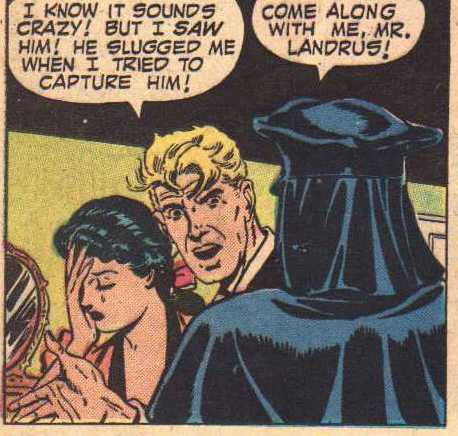 I KNOW IT SOUNDS
CRAZY! BUT I SAW
HIM! HE SLUGGED ME
WHEN I TRIED TO
CAPTURE HIM!
COME ALONG
WITH ME, MR.
LANDRUS!